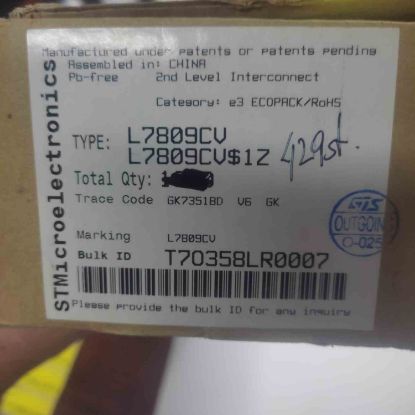 Manufactured under patents or patents pending
Assembled in: CHINA
Pb-free 2nd Level Interconnect
Category: e3 ECOPACK/RoHS
STMicroelectronics
TYPE: L7809CV
L7809CV$1Z
429st.
Total Qty:
Trace Code GK7351BD V6 GK
GTS
OUTGOING
O-025
Marking L7809CV
Bulk ID T70358LR0007
Please provide the bulk ID for any inquiry